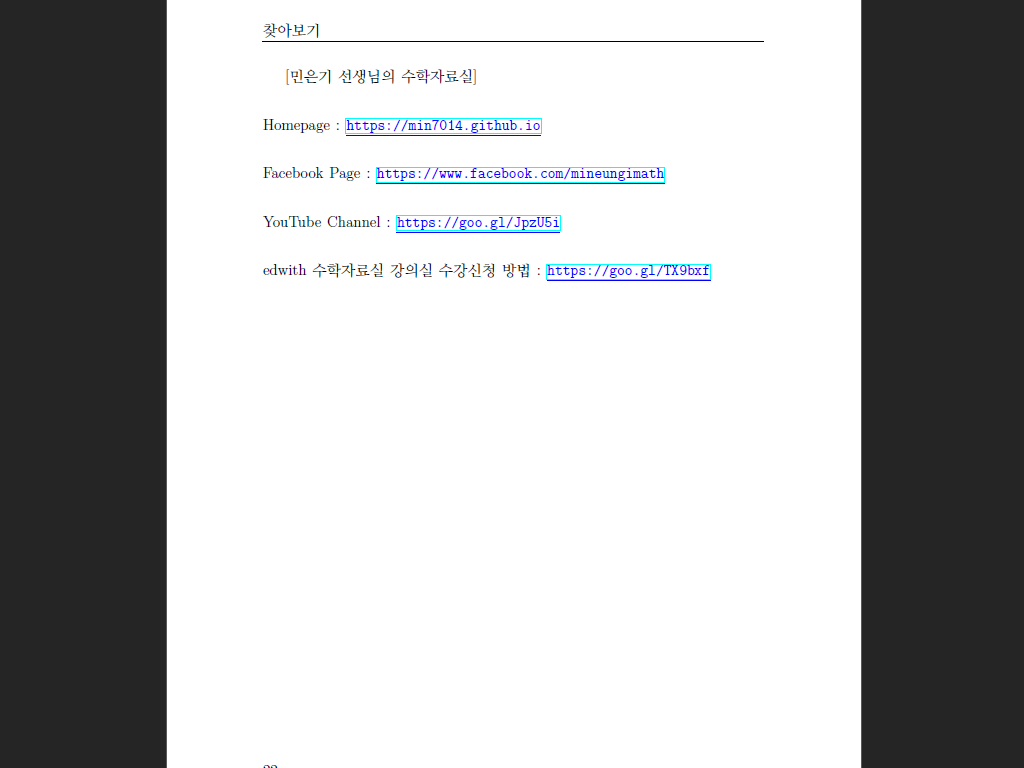 찾아보기
[민은기 선생님의 수학자료실]
Homepage : https://min7014.github.io
Facebook Page : https://www.facebook.com/mineungimath
YouTube Channel : https://goo.gl/JpzU5i
edwith 수학자료실 강의실 수강신청 방법 : https://goo.gl/TX9bxf